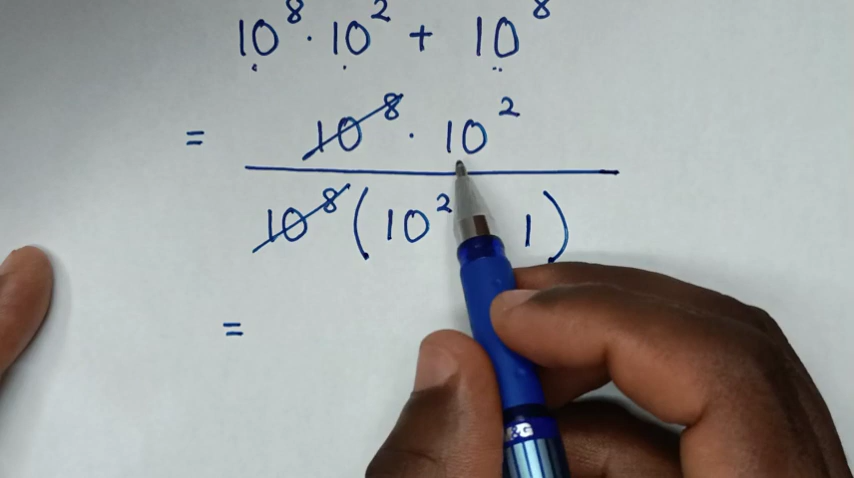 10⁸ · 10² + 10⁸
= 10⁸ · 10²
10⁸ (10² 1)
=
&G